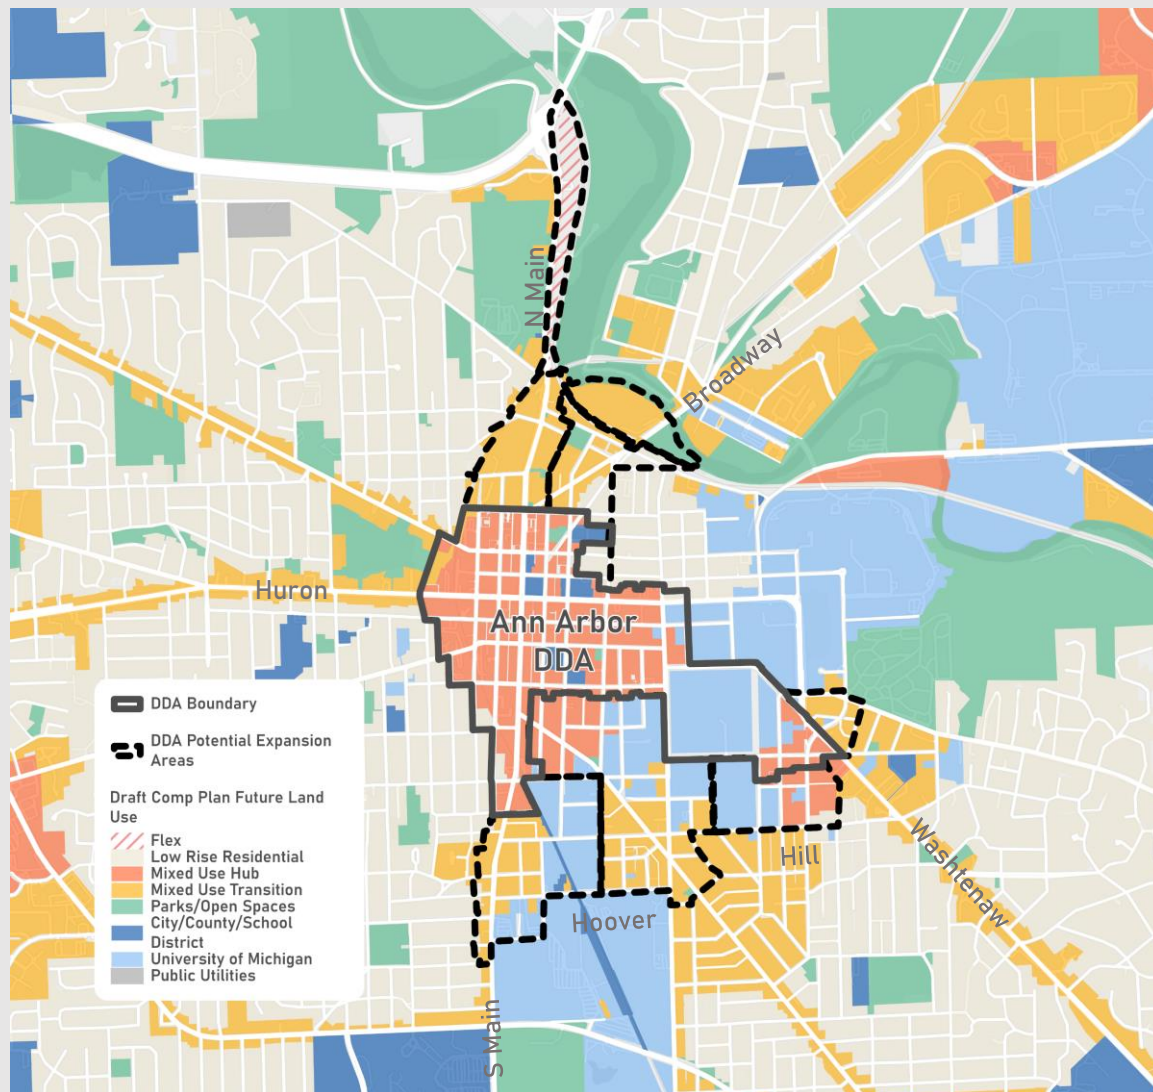 N Main
Broadway
Huron
Ann Arbor
DDA
DDA Boundary
DDA Potential Expansion
Areas
Draft Comp Plan Future Land
Use
Flex
Low Rise Residential
Mixed Use Hub
Mixed Use Transition
Parks/Open Spaces
City/County/School
District
University of Michigan
Public Utilities
Hill
Washtenaw
Hoover
S Main